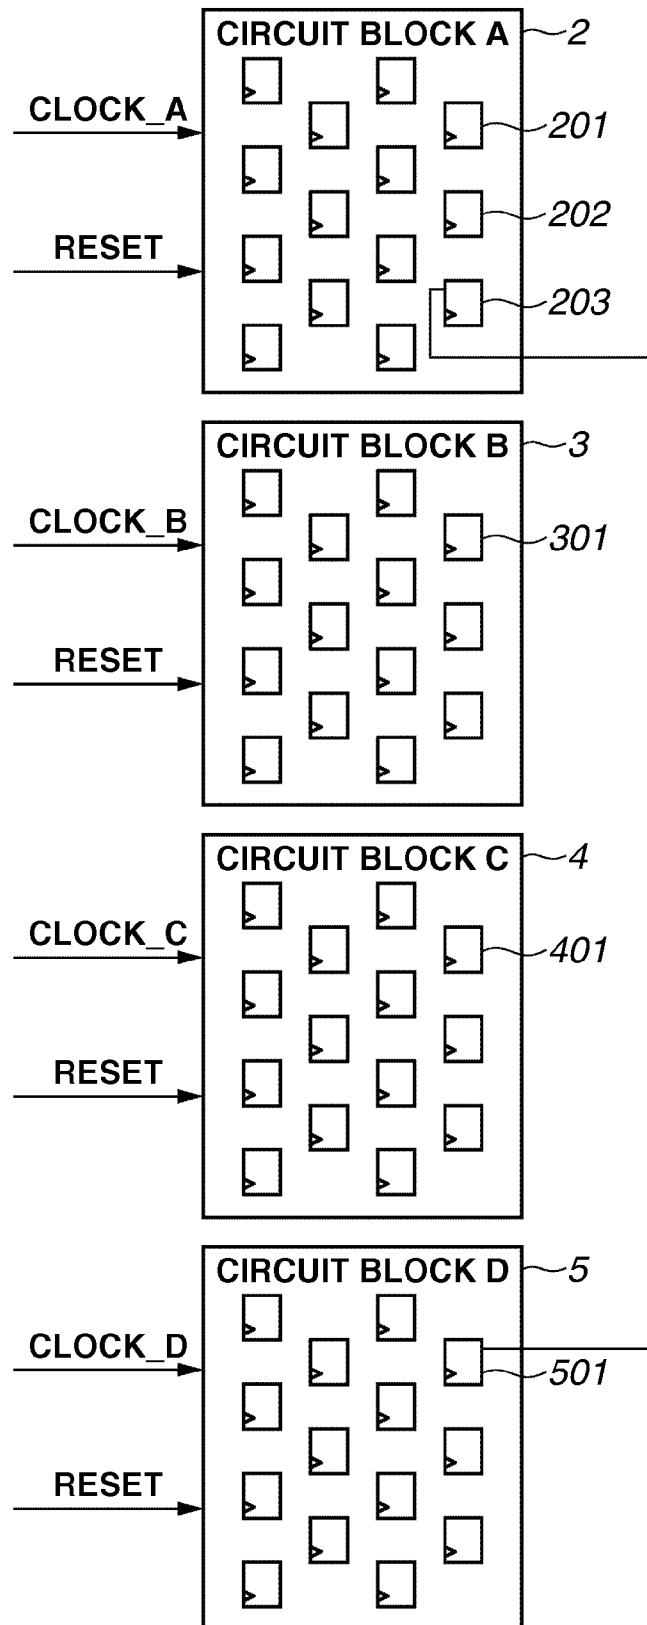 CIRCUIT BLOCK A
2
CLOCK_A
201
202
RESET
203
CIRCUIT BLOCK B
3
CLOCK_B
301
RESET
CIRCUIT BLOCK C
4
CLOCK_C
401
RESET
CIRCUIT BLOCK D
5
CLOCK_D
501
RESET